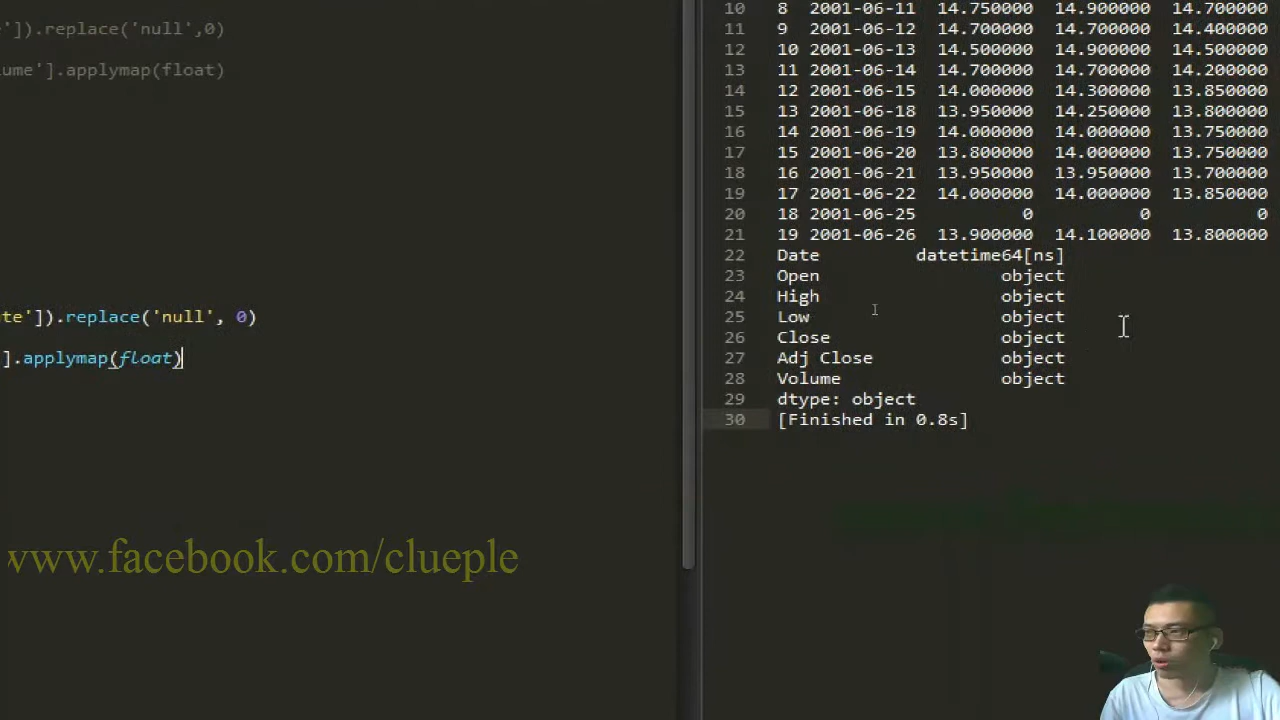 e']).replace('null',0)
ume'].applymap(float)
te']).replace('null', 0)
].applymap(float)
www.facebook.com/clueple
10 8 2001-06-11 14.750000 14.900000 14.700000
11 9 2001-06-12 14.700000 14.700000 14.400000
12 10 2001-06-13 14.500000 14.900000 14.500000
13 11 2001-06-14 14.700000 14.700000 14.200000
14 12 2001-06-15 14.000000 14.300000 13.850000
15 13 2001-06-18 13.950000 14.250000 13.800000
16 14 2001-06-19 14.000000 14.000000 13.750000
17 15 2001-06-20 13.800000 14.000000 13.750000
18 16 2001-06-21 13.950000 13.950000 13.700000
19 17 2001-06-22 14.000000 14.000000 13.850000
20 18 2001-06-25 0 0 0
21 19 2001-06-26 13.900000 14.100000 13.800000
22 Date datetime64[ns]
23 Open object
24 High object
25 Low object
26 Close object
27 Adj Close object
28 Volume object
29 dtype: object
30 [Finished in 0.8s]